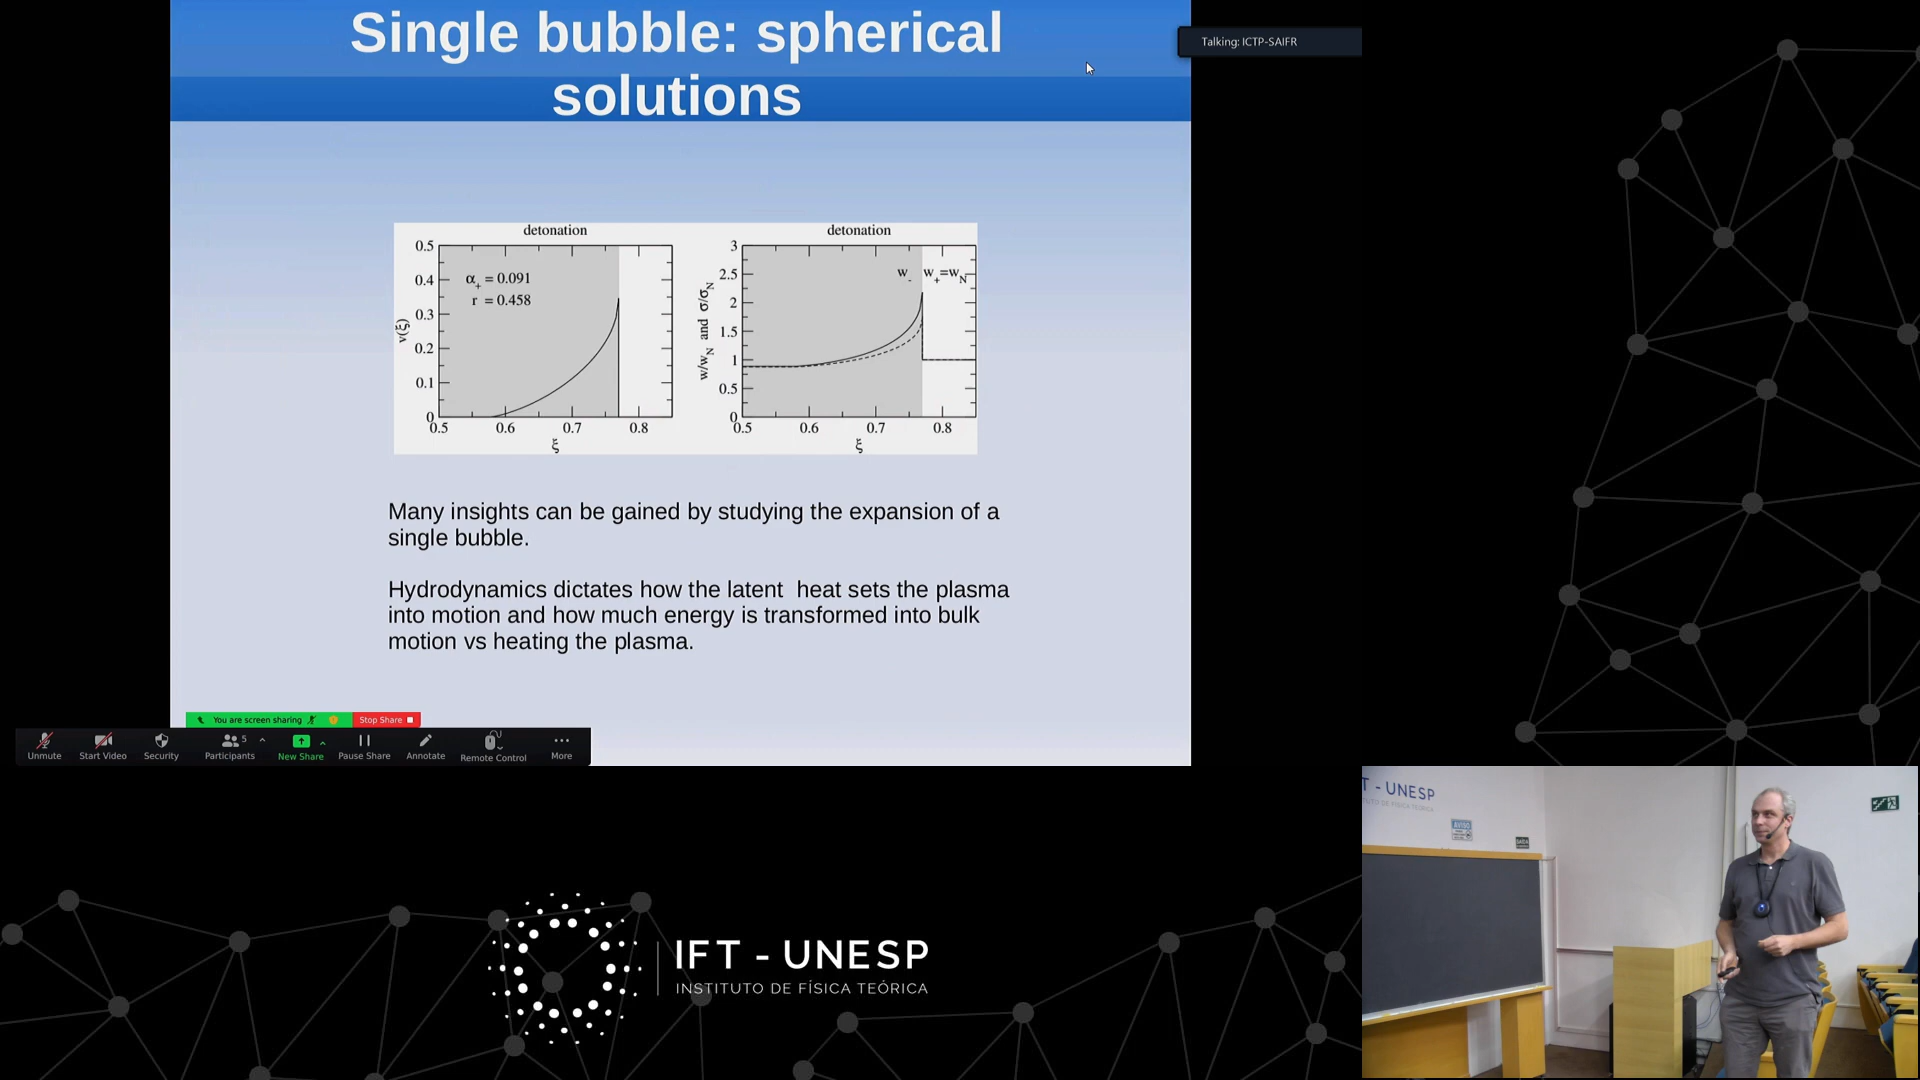 Single bubble: spherical
solutions
Talking: ICTP-SAIFR
detonation
detonation
0.5
0.4
0.3
0.2
0.1
0
α+ = 0.091
r = 0.458
v(ξ)
0.5
0.6
0.7
0.8
ξ
3
2.5
2
1.5
1
0.5
0
w/wN and σ/σN
w- w+=wN
0.5
0.6
0.7
0.8
ξ
Many insights can be gained by studying the expansion of a
single bubble.
Hydrodynamics dictates how the latent heat sets the plasma
into motion and how much energy is transformed into bulk
motion vs heating the plasma.
You are screen sharing
Stop Share
Unmute
Start Video
Security
Participants
5
New Share
Pause Share
Annotate
Remote Control
More
IFT - UNESP
INSTITUTO DE FÍSICA TEÓRICA
T - UNESP
AVISO